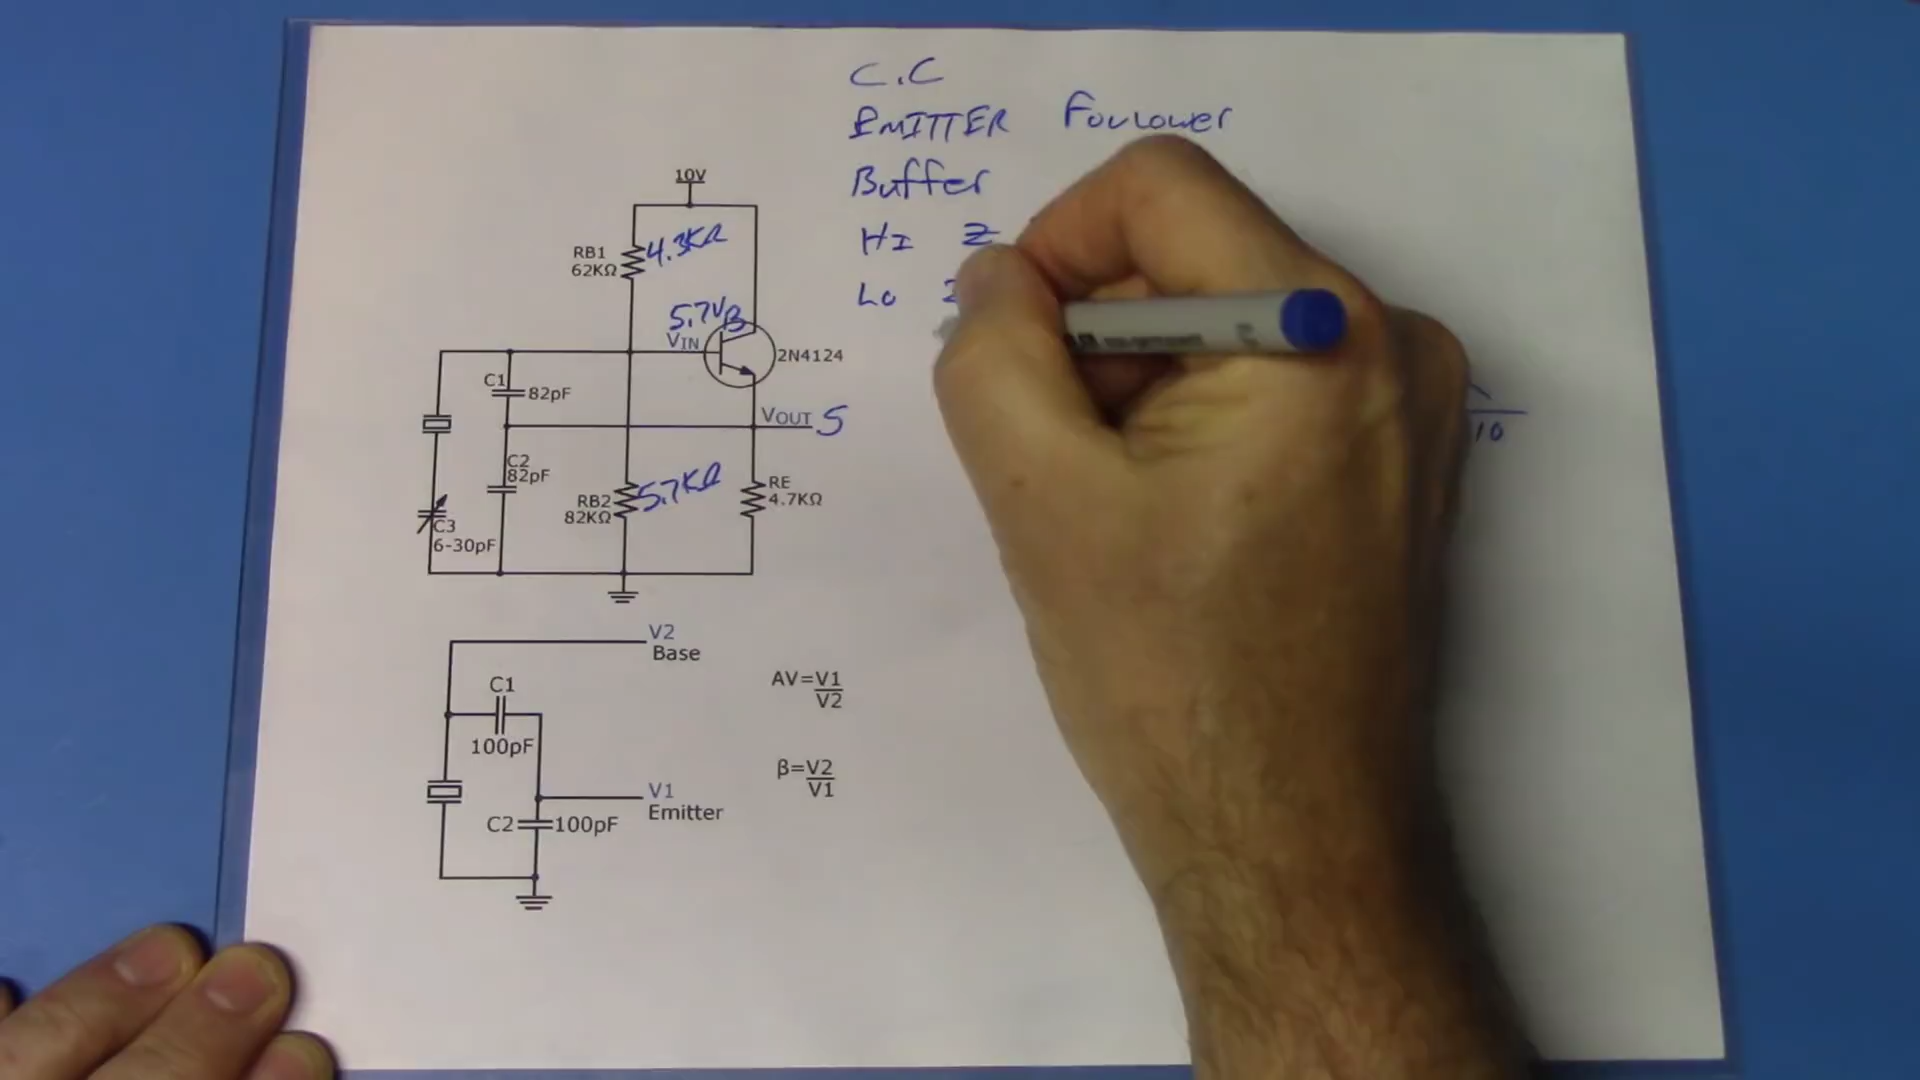 C.C
EMITTER FOLLOWER
Buffer
HI Z
Lo Z
10V
RB1
62KΩ
4.3KΩ
5.7VB
VIN
2N4124
C1
82pF
VOUT 5
C2
82pF
RB2
82KΩ
5.7KΩ
RE
4.7KΩ
C3
6-30pF
10
V2
Base
C1
100pF
AV=V1
V2
β=V2
V1
V1
Emitter
C2
100pF